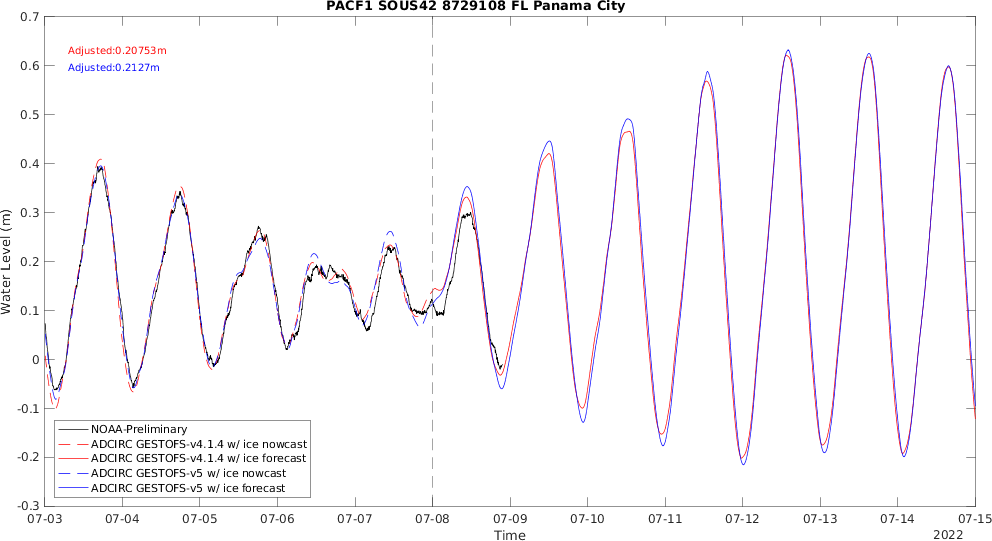 PACF1 SOUS42 8729108 FL Panama City
0.7
0.6
0.5
0.4
0.3
0.2
0.1
0
-0.1
-0.2
-0.3
Water Level (m)
Adjusted:0.20753m
Adjusted:0.2127m
NOAA-Preliminary
ADCIRC GESTOFS-v4.1.4 w/ ice nowcast
ADCIRC GESTOFS-v4.1.4 w/ ice forecast
ADCIRC GESTOFS-v5 w/ ice nowcast
ADCIRC GESTOFS-v5 w/ ice forecast
07-03 07-04 07-05 07-06 07-07 07-08 07-09 07-10 07-11 07-12 07-13 07-14 07-15
Time
2022